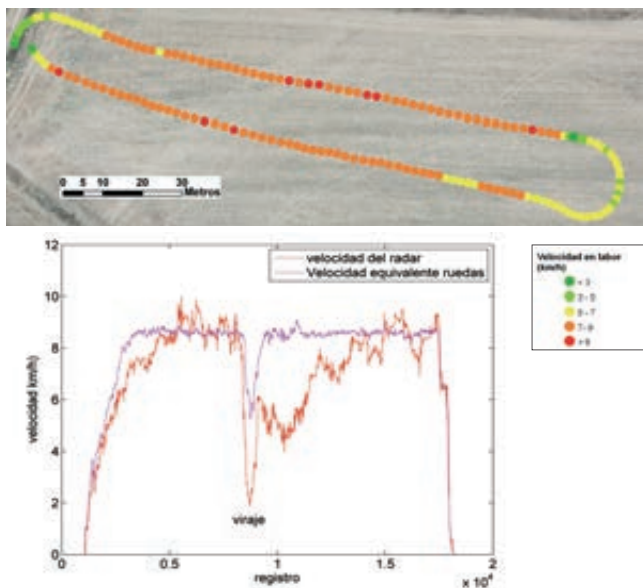 0 5 10 20 30
Metros
velocidad del radar
Velocidad equivalente ruedas
velocidad km/h)
12
10
8
6
4
2
0
viraje
0 0.5 1 1.5 2
registro
x 10⁴
Velocidad en labor
(km/h)
< 3
3 - 5
5 - 7
7 - 9
> 9